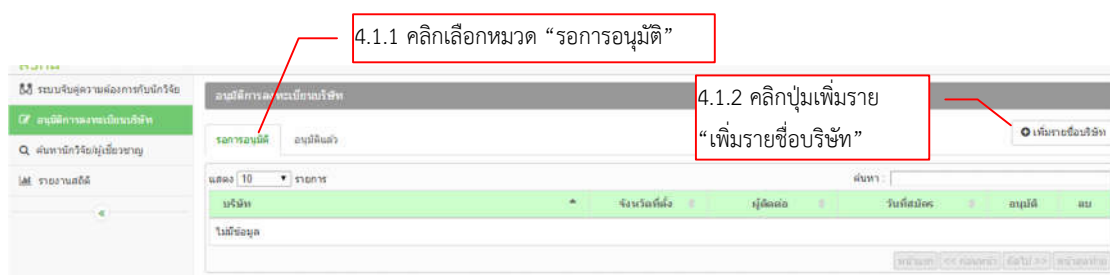 4.1.1 คลิกเลือกหมวด “รอการอนุมัติ”
ระบบจับคู่ความต้องการกับนักวิจัย
อนุมัติการลงทะเบียนบริษัท
4.1.2 คลิกปุ่มเพิ่มราย
“เพิ่มรายชื่อบริษัท”
อนุมัติการลงทะเบียนบริษัท
รอการอนุมัติ อนุมัติแล้ว
เพิ่มรายชื่อบริษัท
ค้นหานักวิจัย/ผู้เชี่ยวชาญ
รายงานสถิติ
แสดง 10 รายการ ค้นหา :
บริษัท จังหวัดที่ตั้ง ผู้ติดต่อ วันที่สมัคร อนุมัติ ลบ
ไม่มีข้อมูล
หน้าแรก << ก่อนหน้า ถัดไป >> หน้าสุดท้าย